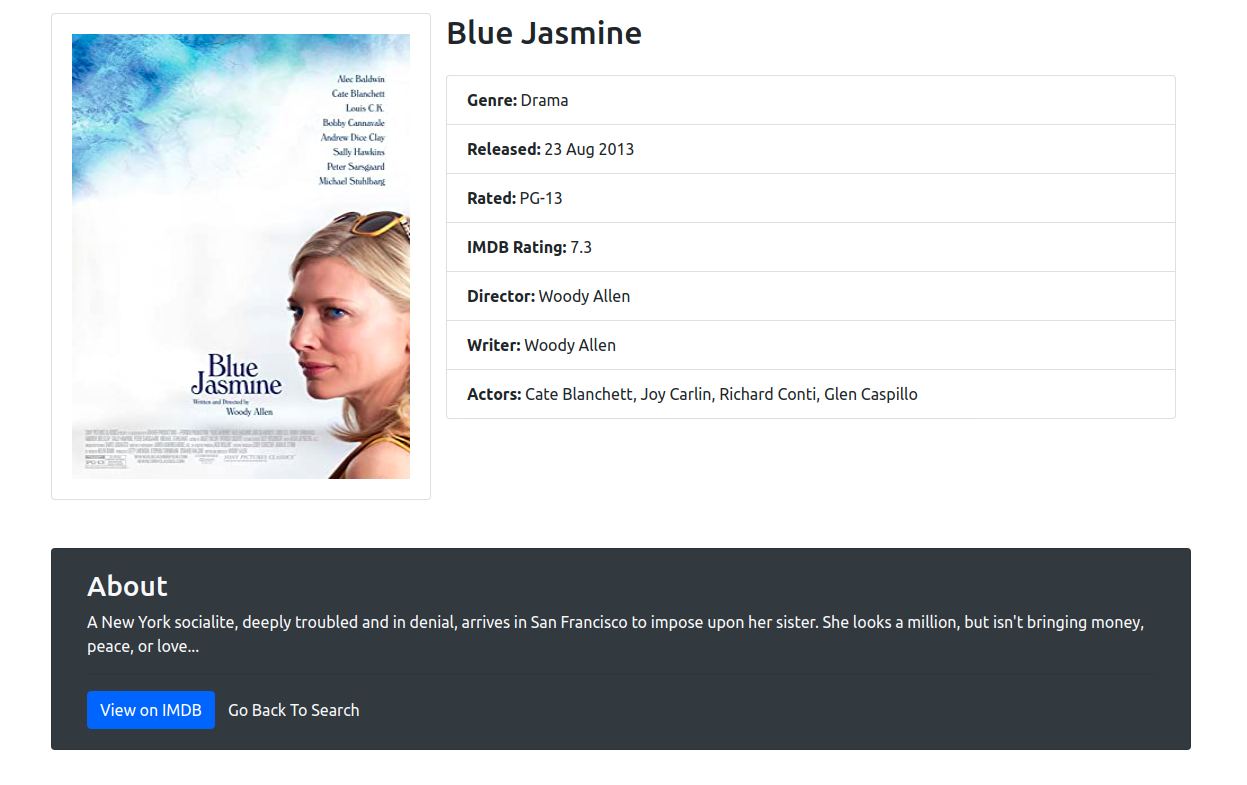 Blue Jasmine
Alec Baldwin
Cate Blanchett
Louis C.K.
Bobby Cannavale
Andrew Dice Clay
Sally Hawkins
Peter Sarsgaard
Michael Stuhlbarg
Blue
Jasmine
Written and Directed by
Woody Allen
SONY PICTURES CLASSICS
Genre: Drama
Released: 23 Aug 2013
Rated: PG-13
IMDB Rating: 7.3
Director: Woody Allen
Writer: Woody Allen
Actors: Cate Blanchett, Joy Carlin, Richard Conti, Glen Caspillo
About
A New York socialite, deeply troubled and in denial, arrives in San Francisco to impose upon her sister. She looks a million, but isn't bringing money,
peace, or love...
View on IMDB Go Back To Search